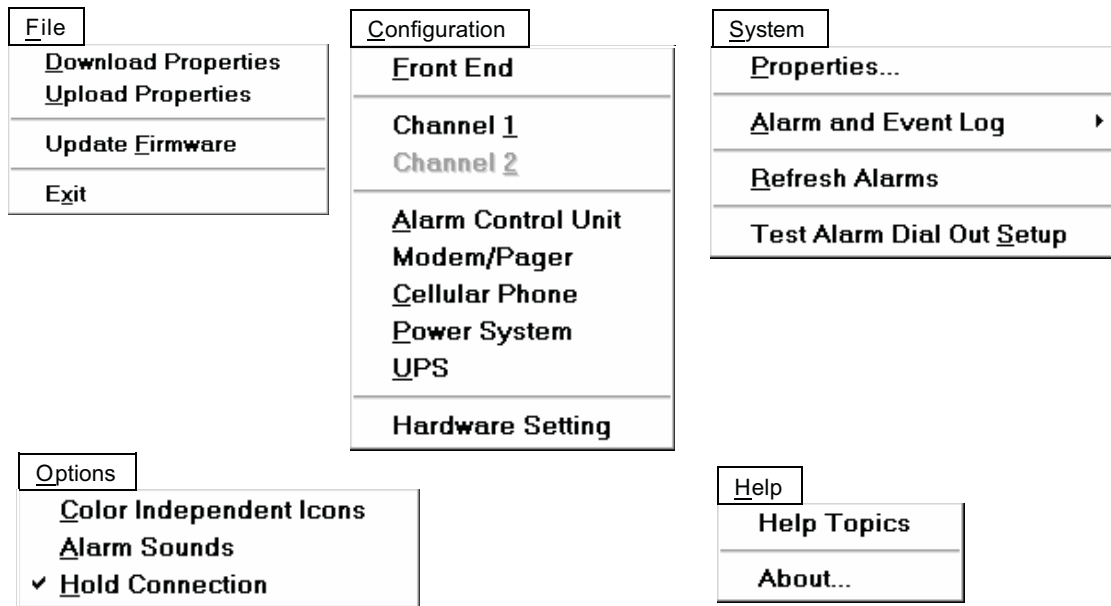 File
Download Properties
Upload Properties
Update Firmware
Exit
Configuration
Front End
Channel 1
Channel 2
Alarm Control Unit
Modem/Pager
Cellular Phone
Power System
UPS
Hardware Setting
System
Properties...
Alarm and Event Log
Refresh Alarms
Test Alarm Dial Out Setup
Options
Color Independent Icons
Alarm Sounds
Hold Connection
Help
Help Topics
About...